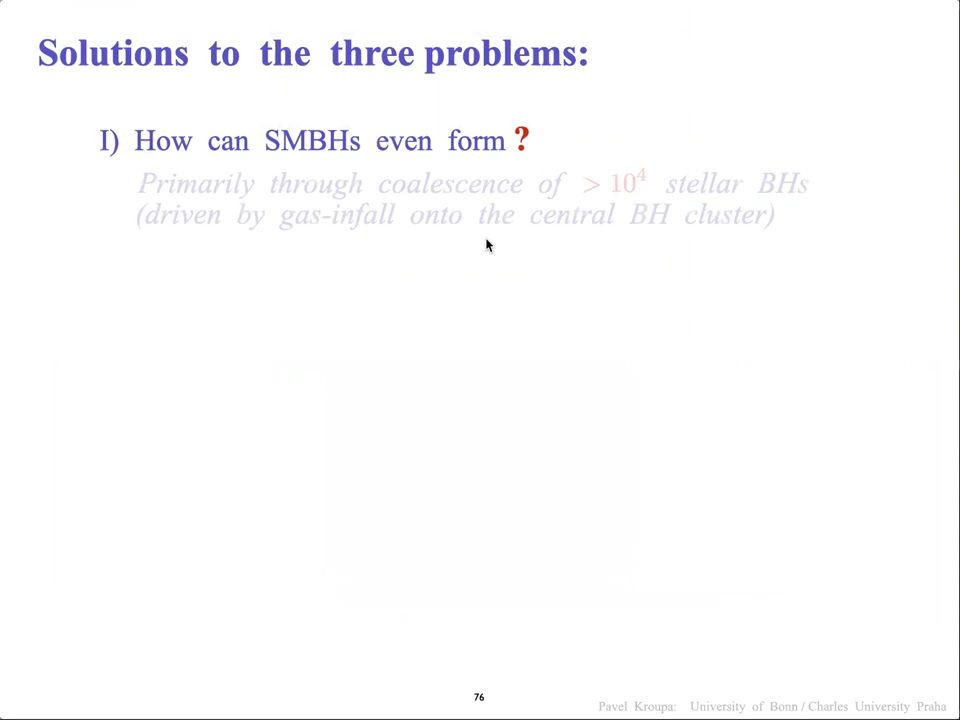 Solutions to the three problems:
I) How can SMBHs even form ?
Primarily through coalescence of > 10⁴ stellar BHs
(driven by gas-infall onto the central BH cluster)
76
Pavel Kroupa: University of Bonn / Charles University Praha